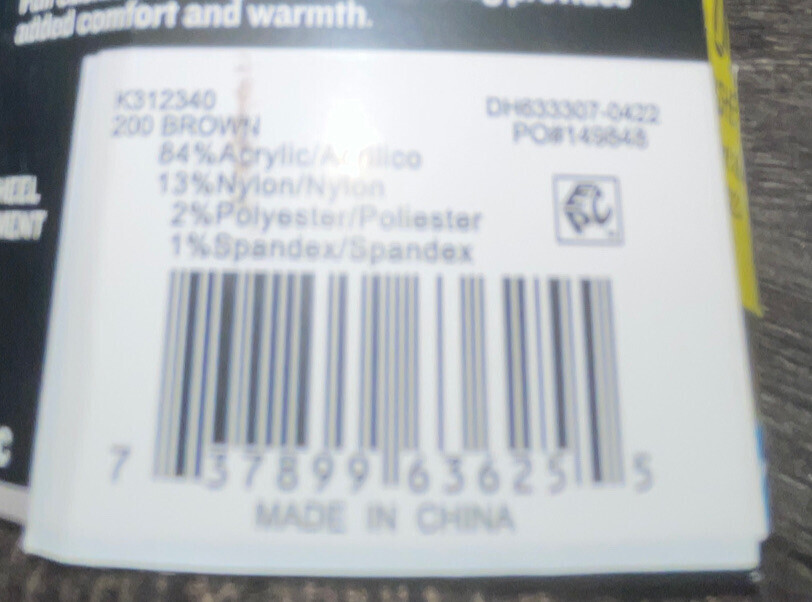 added comfort and warmth.
K312340
200 BROWN
84%Acrylic/A
13%Nylon/Nylon
2%Polyester/Poliester
1%Spandex/Spandex
DH633307-0422
PO#149848
HEEL
7 37899 63625 5
MADE IN CHINA